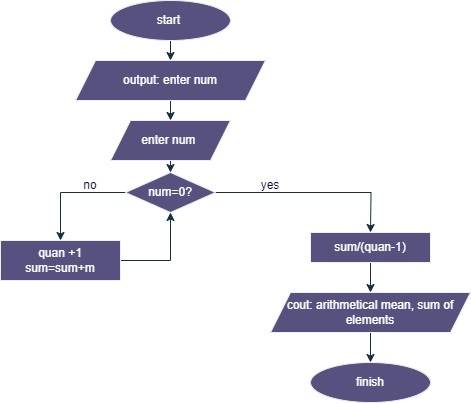 start
output: enter num
enter num
num=0?
no
yes
quan +1
sum=sum+m
sum/(quan-1)
cout: arithmetical mean, sum of
elements
finish